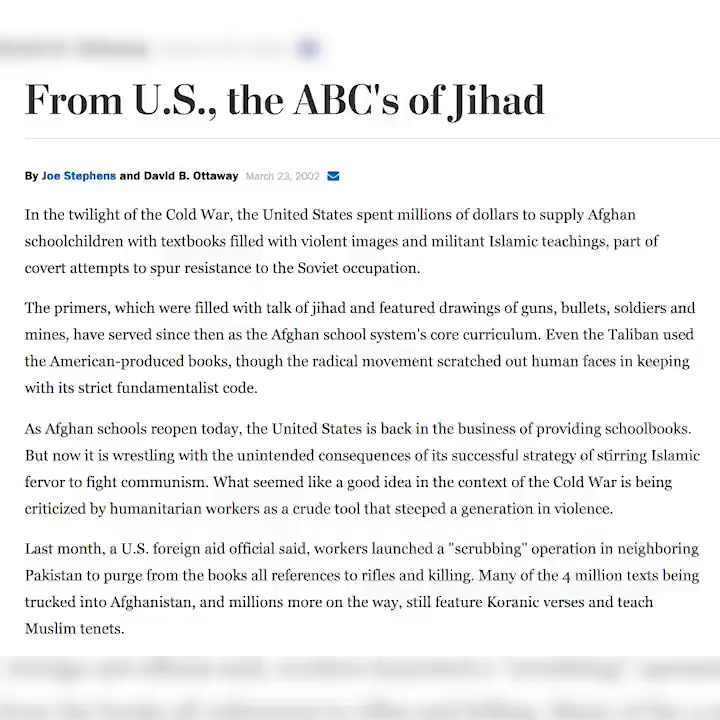 From U.S., the ABC's of Jihad
By Joe Stephens and David B. Ottaway March 23, 2002
In the twilight of the Cold War, the United States spent millions of dollars to supply Afghan
schoolchildren with textbooks filled with violent images and militant Islamic teachings, part of
covert attempts to spur resistance to the Soviet occupation.
The primers, which were filled with talk of jihad and featured drawings of guns, bullets, soldiers and
mines, have served since then as the Afghan school system's core curriculum. Even the Taliban used
the American-produced books, though the radical movement scratched out human faces in keeping
with its strict fundamentalist code.
As Afghan schools reopen today, the United States is back in the business of providing schoolbooks.
But now it is wrestling with the unintended consequences of its successful strategy of stirring Islamic
fervor to fight communism. What seemed like a good idea in the context of the Cold War is being
criticized by humanitarian workers as a crude tool that steeped a generation in violence.
Last month, a U.S. foreign aid official said, workers launched a "scrubbing" operation in neighboring
Pakistan to purge from the books all references to rifles and killing. Many of the 4 million texts being
trucked into Afghanistan, and millions more on the way, still feature Koranic verses and teach
Muslim tenets.